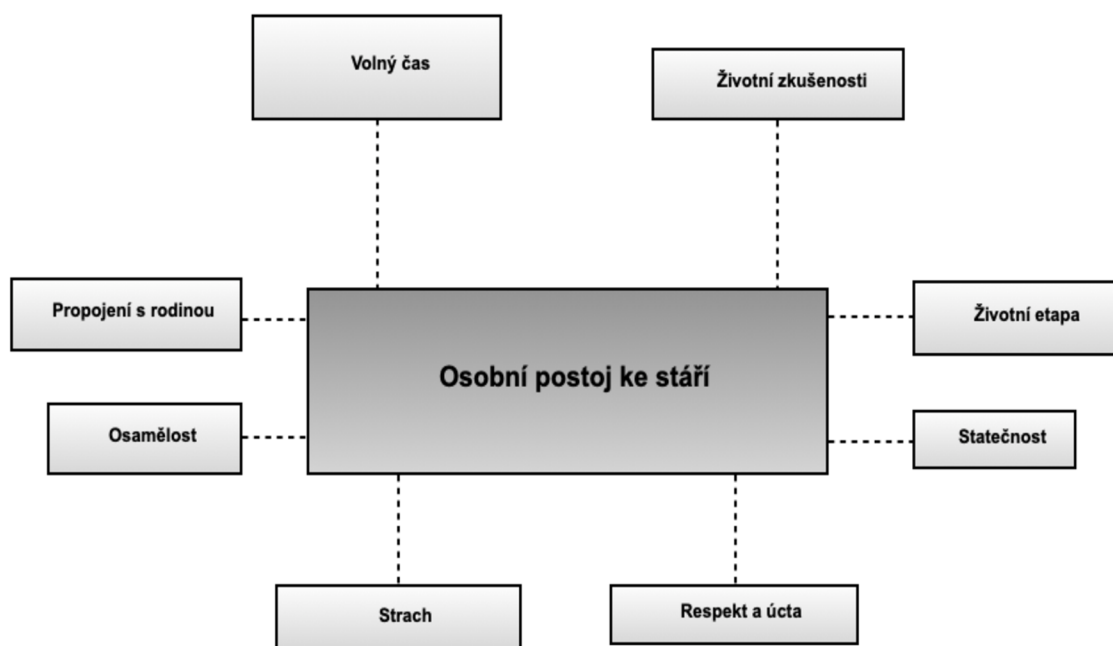 Volný čas
Životní zkušenosti
Propojení s rodinou
Životní etapa
Osobní postoj ke stáří
Osamělost
Statečnost
Strach
Respekt a úcta